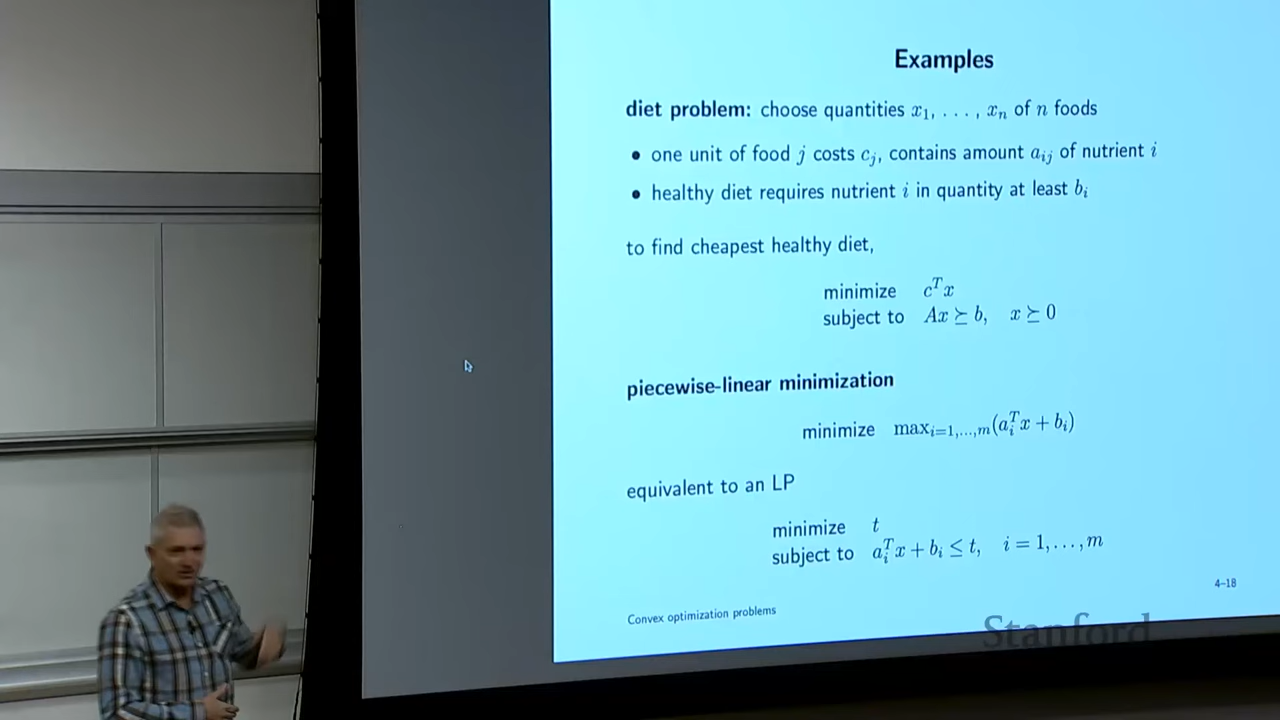 Examples
diet problem: choose quantities x₁, . . . , xₙ of n foods
• one unit of food j costs cⱼ, contains amount aᵢⱼ of nutrient i
• healthy diet requires nutrient i in quantity at least bᵢ
to find cheapest healthy diet,
minimize cᵀx
subject to Ax ⪰ b, x ⪰ 0
piecewise-linear minimization
minimize maxᵢ₌₁,...,ₘ(aᵢᵀx + bᵢ)
equivalent to an LP
minimize t
subject to aᵢᵀx + bᵢ ≤ t, i = 1, . . . , m
4–18
Convex optimization problems
Stanford